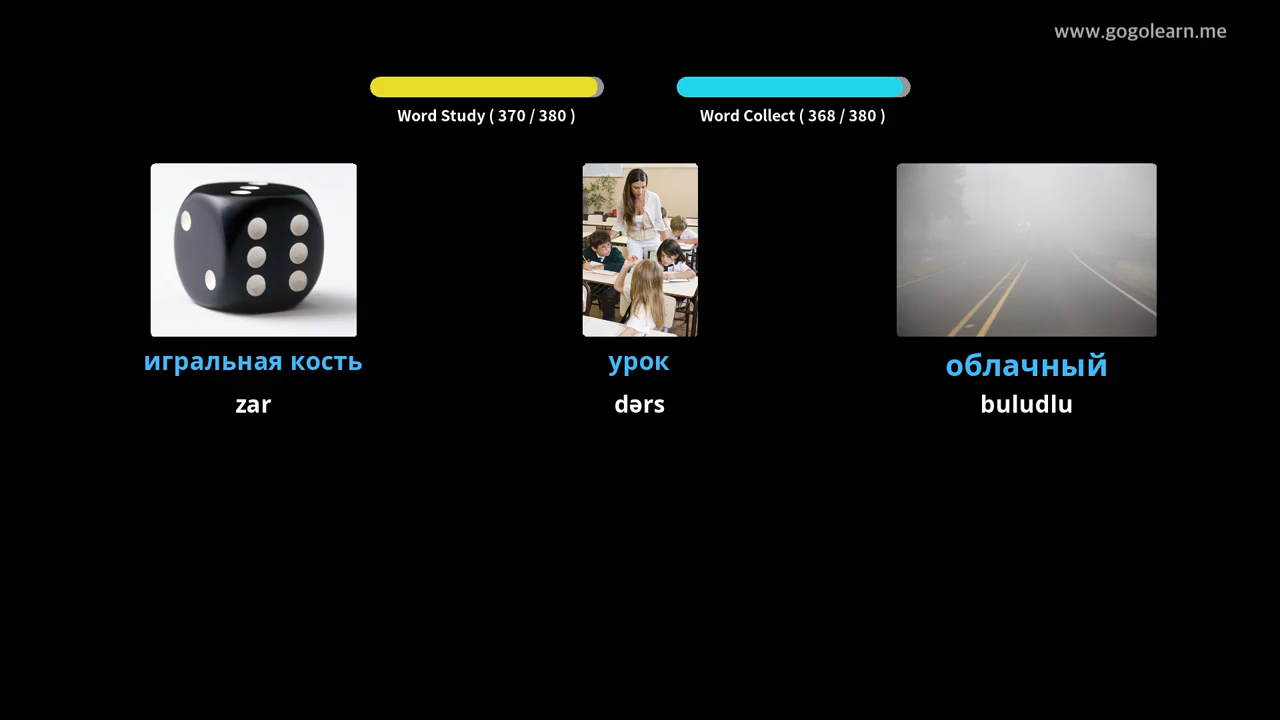 www.gogolearn.me
Word Study ( 370 / 380 )
Word Collect ( 368 / 380 )
игральная кость
zar
урок
dərs
облачный
buludlu